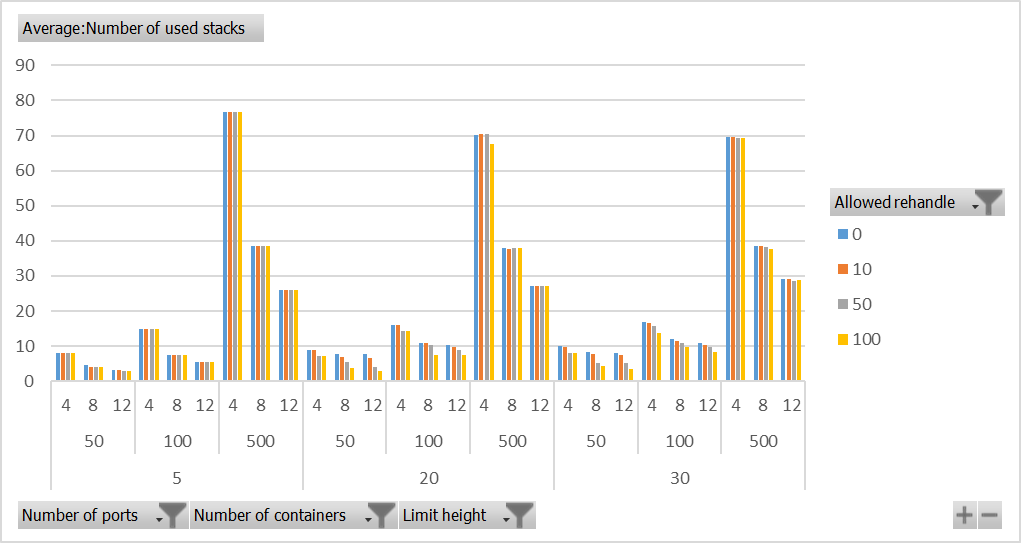 Average:Number of used stacks
90
80
70
60
50
40
30
20
10
0
4 8 12 4 8 12 4 8 12 4 8 12 4 8 12 4 8 12 4 8 12 4 8 12 4 8 12
50 100 500 50 100 500 50 100 500
5 20 30
Allowed rehandle
0
10
50
100
Number of ports Number of containers Limit height